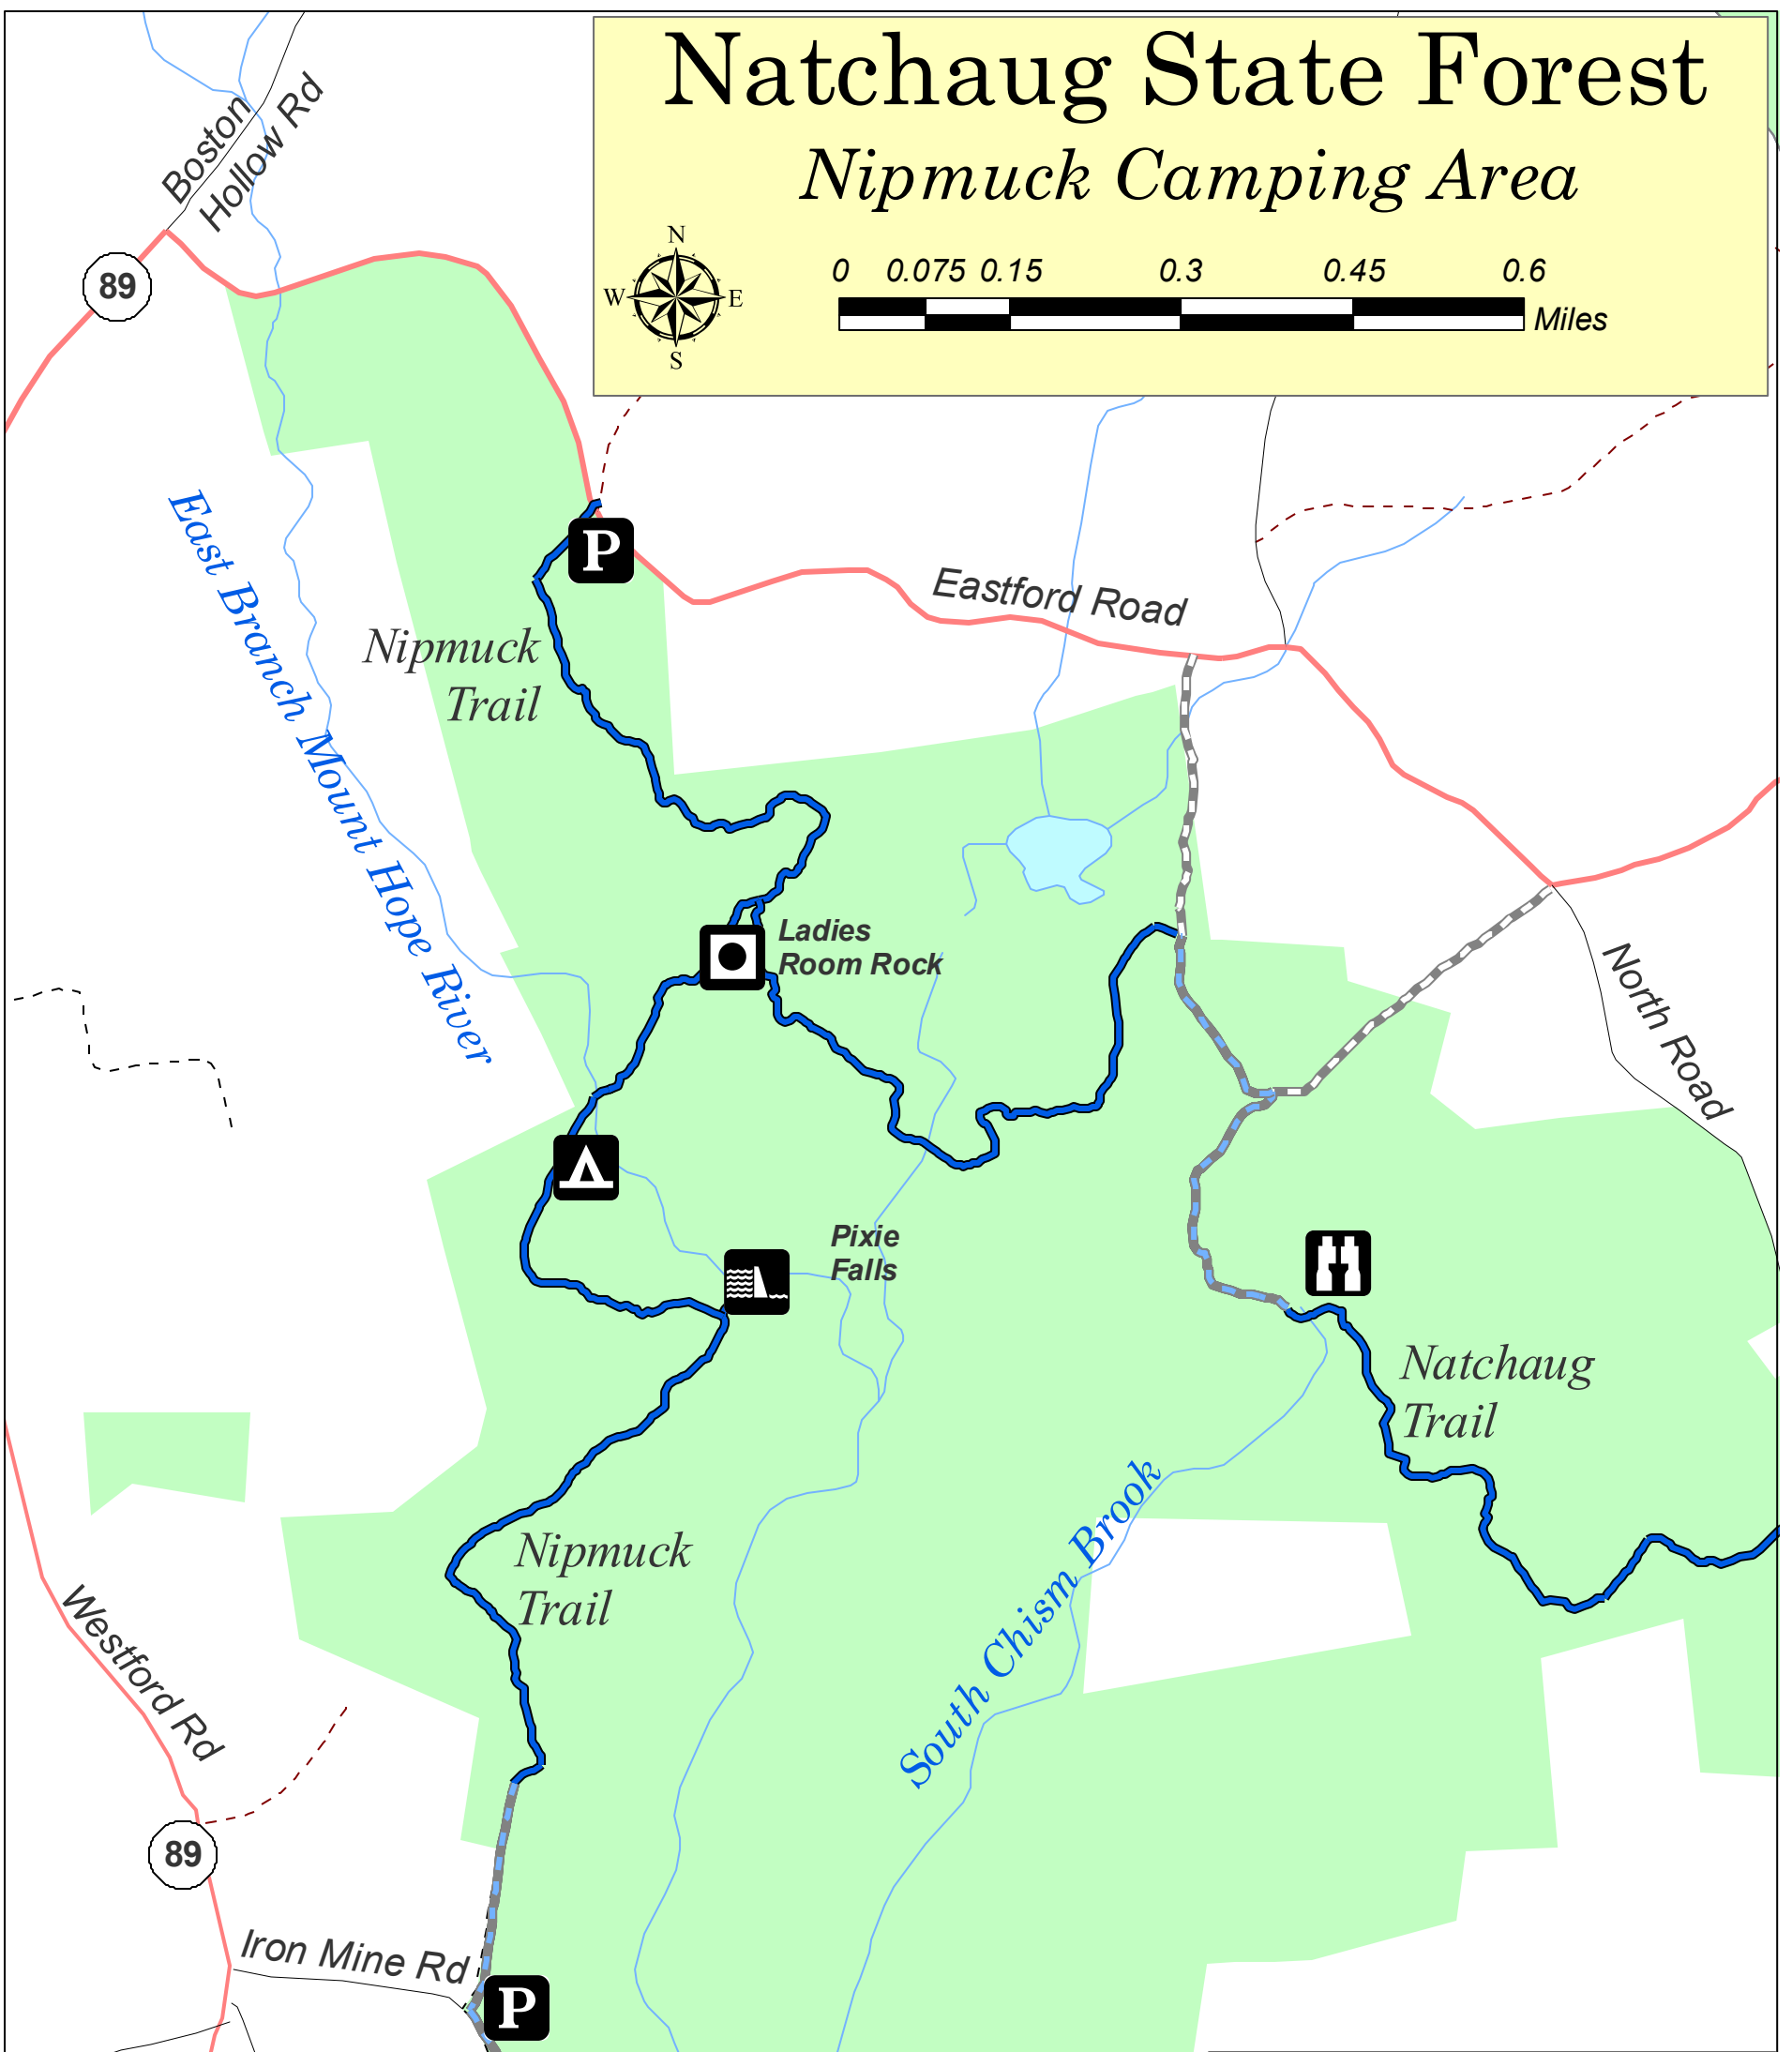 Natchaug State Forest
Nipmuck Camping Area
N
W
E
S
0 0.075 0.15 0.3 0.45 0.6
Miles
Boston
Hollow Rd
89
East Branch Mount Hope River
P
Nipmuck
Trail
Eastford Road
Ladies
Room Rock
North Road
Pixie
Falls
Natchaug
Trail
South Chism Brook
Nipmuck
Trail
Westford Rd
89
Iron Mine Rd
P